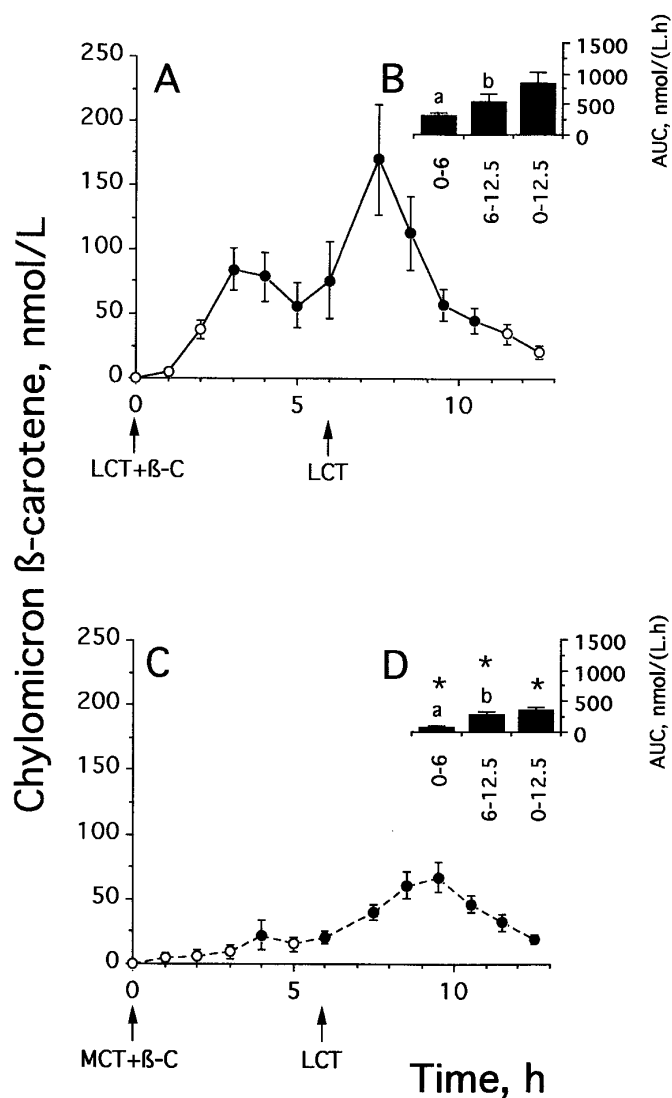 Chylomicron ß-carotene, nmol/L
A
250
200
150
100
50
0
0
5
10
LCT+ß-C
LCT
B
a
b
1500
1000
500
0
AUC, nmol/(L.h)
0-6
6-12.5
0-12.5
C
250
200
150
100
50
0
0
5
10
MCT+ß-C
LCT
Time, h
D
*
*
*
a
b
1500
1000
500
0
AUC, nmol/(L.h)
0-6
6-12.5
0-12.5